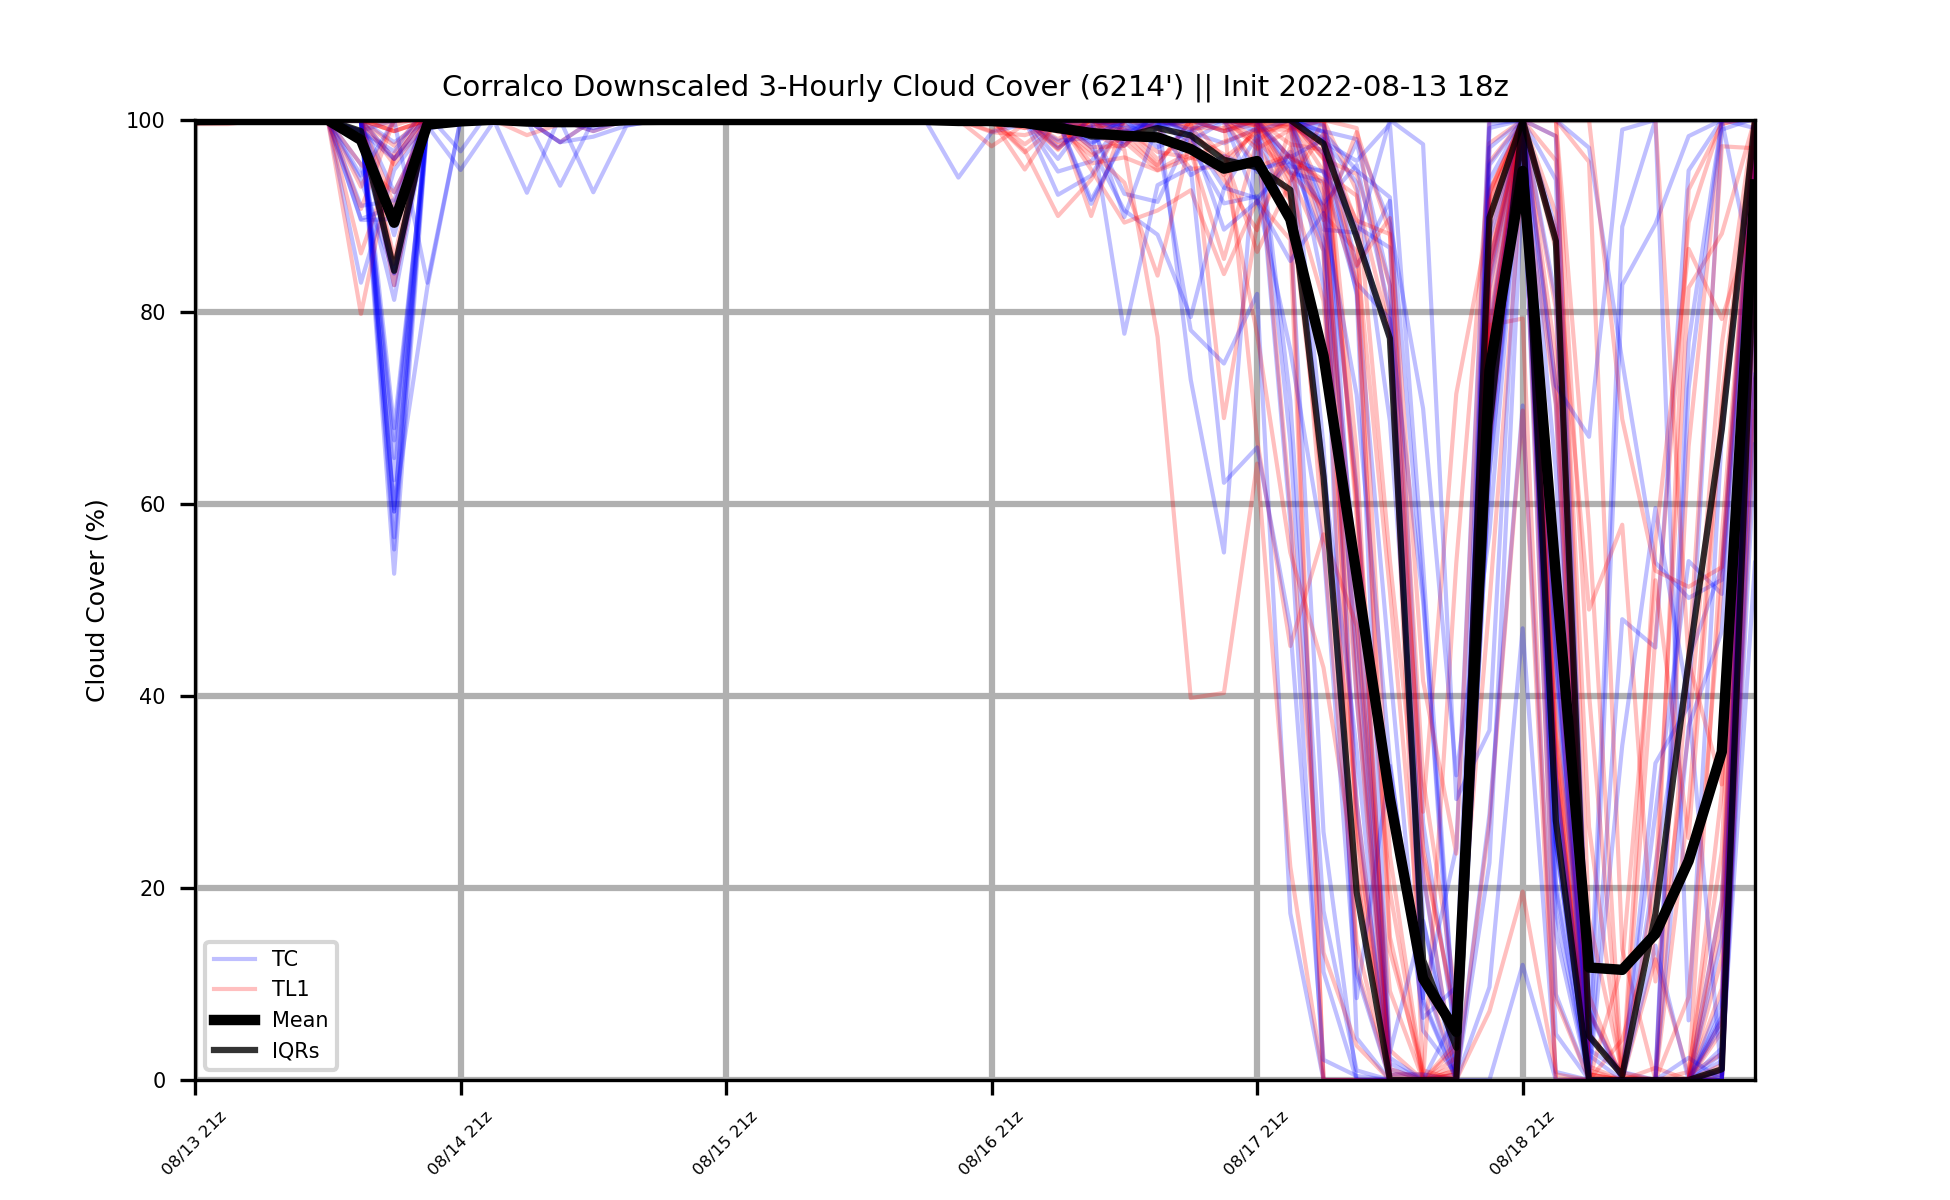 Corralco Downscaled 3-Hourly Cloud Cover (6214') || Init 2022-08-13 18z
Cloud Cover (%)
100
80
60
40
20
0
TC
TL1
Mean
IQRs
08/13 21z
08/14 21z
08/15 21z
08/16 21z
08/17 21z
08/18 21z